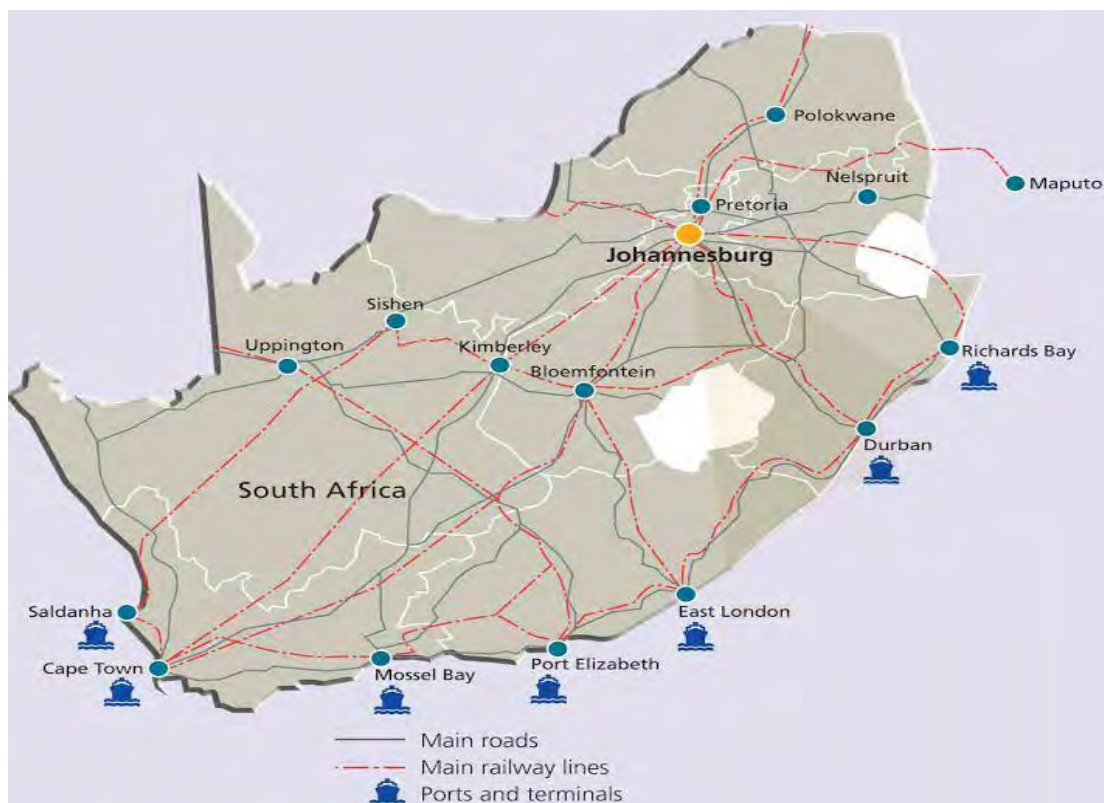 Polokwane
Nelspruit
Maputo
Pretoria
Johannesburg
Sishen
Uppington
Kimberley
Bloemfontein
Richards Bay
Durban
South Africa
Saldanha
East London
Cape Town
Mossel Bay
Port Elizabeth
Main roads
Main railway lines
Ports and terminals